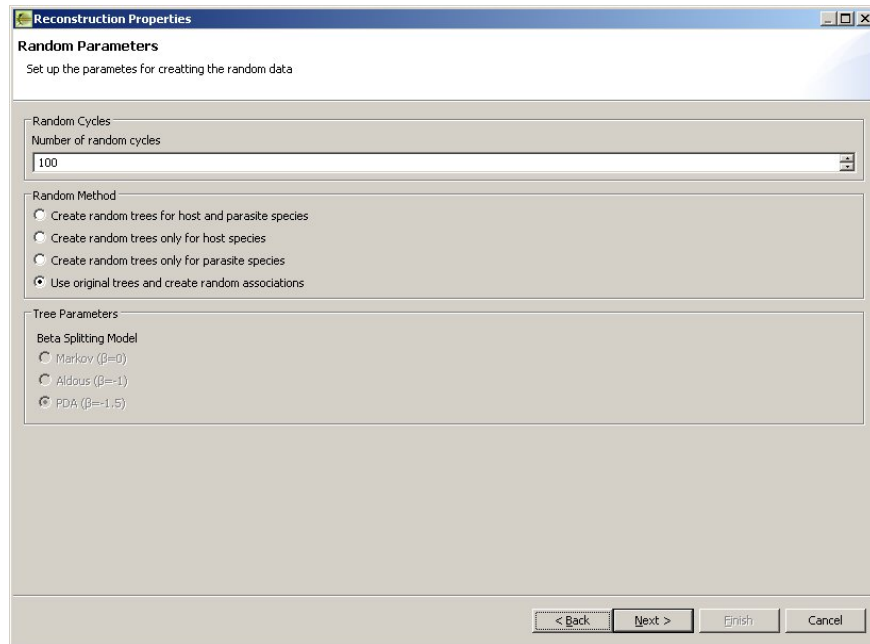 Reconstruction Properties
Random Parameters
Set up the parametes for creatting the random data
Random Cycles
Number of random cycles
100
Random Method
Create random trees for host and parasite species
Create random trees only for host species
Create random trees only for parasite species
Use original trees and create random associations
Tree Parameters
Beta Splitting Model
Markov (β=0)
Aldous (β=-1)
PDA (β=-1.5)
< Back Next > Finish Cancel